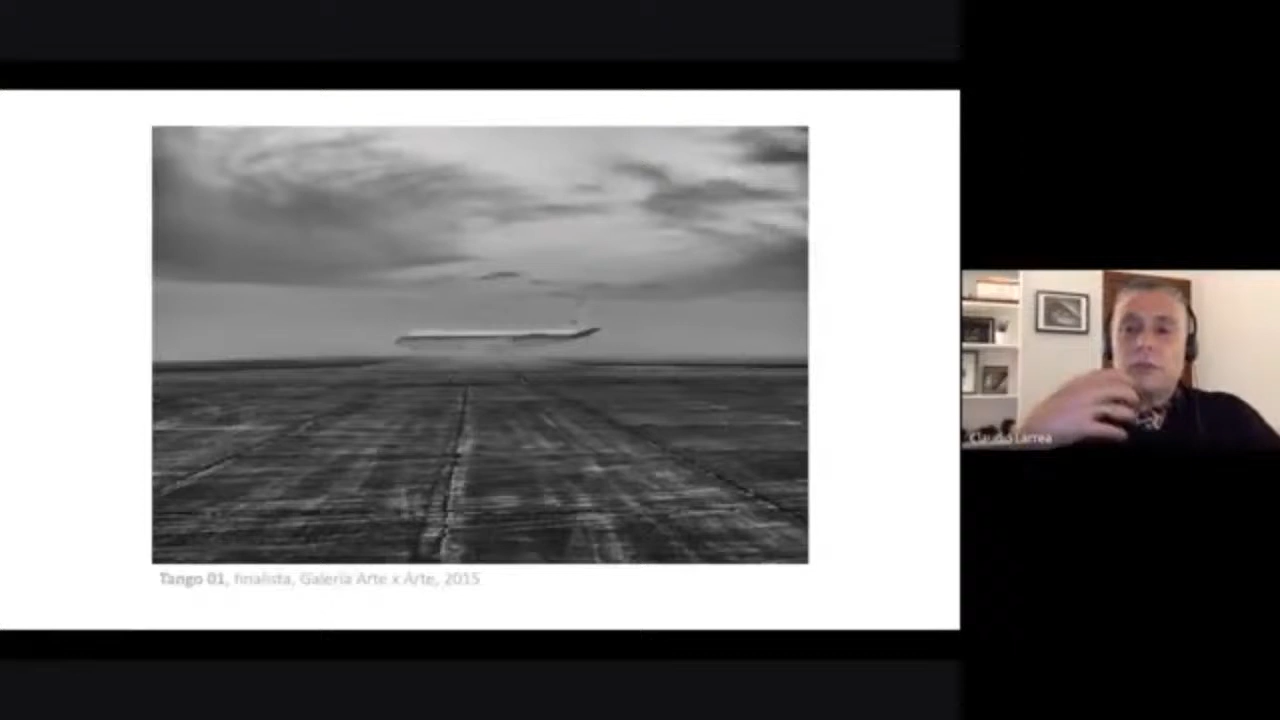 Tango 01, finalista, Galería Arte x Arte, 2015
Claudio Larrea